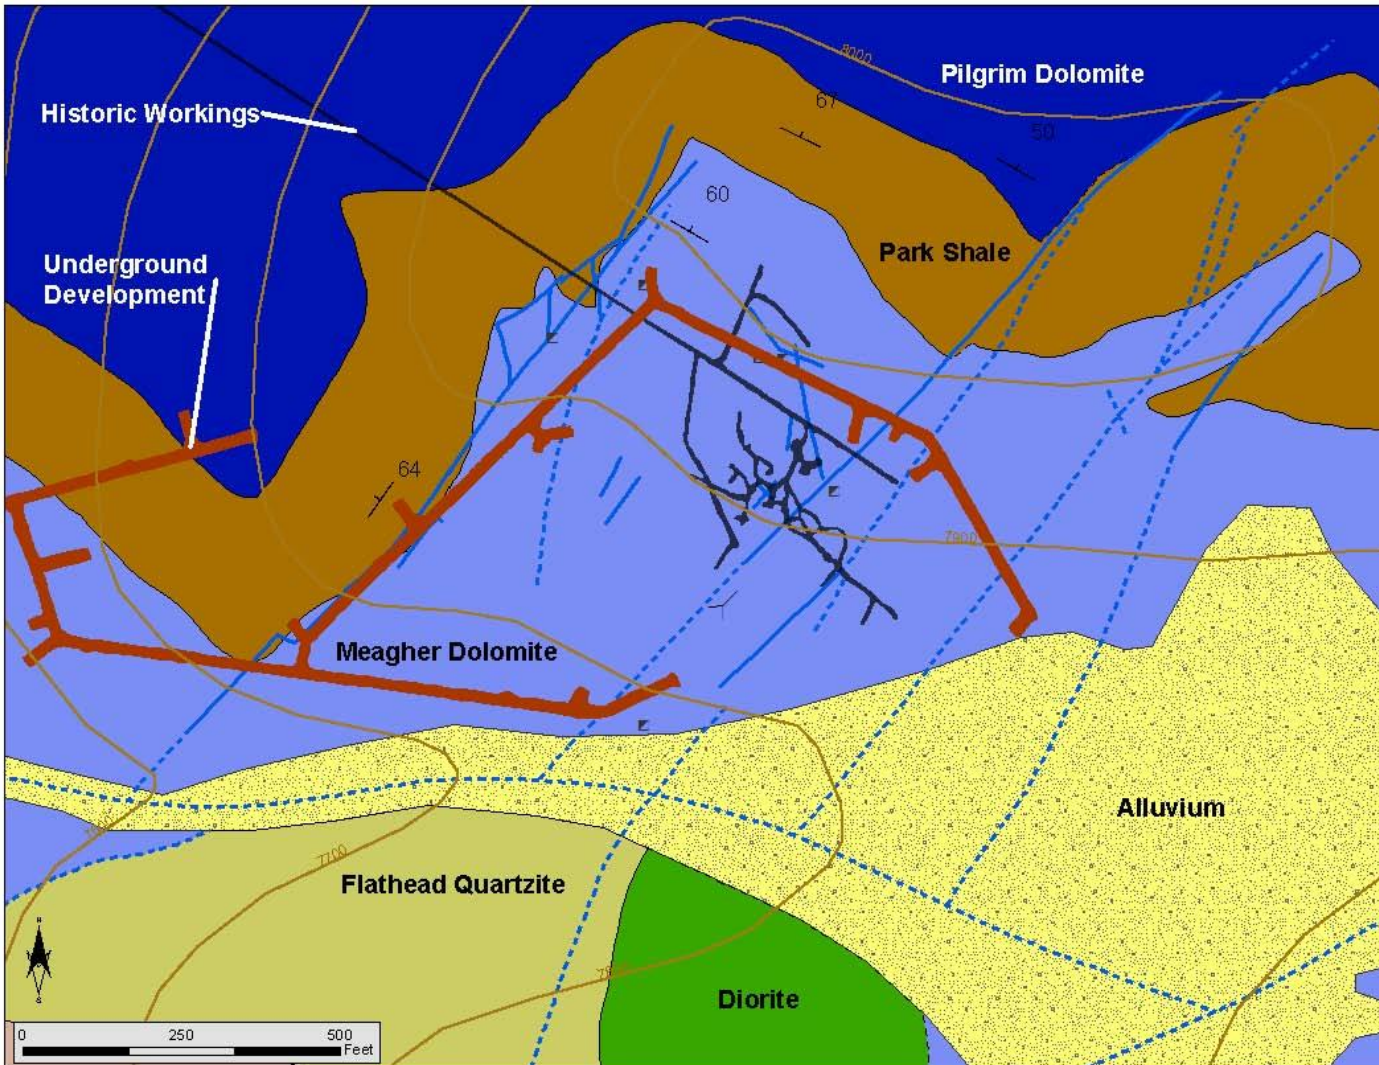 8000
Pilgrim Dolomite
67
Historic Workings
50
60
Park Shale
Underground
Development
64
7900
Meagher Dolomite
Alluvium
7700
Flathead Quartzite
Diorite
0 250 500
Feet